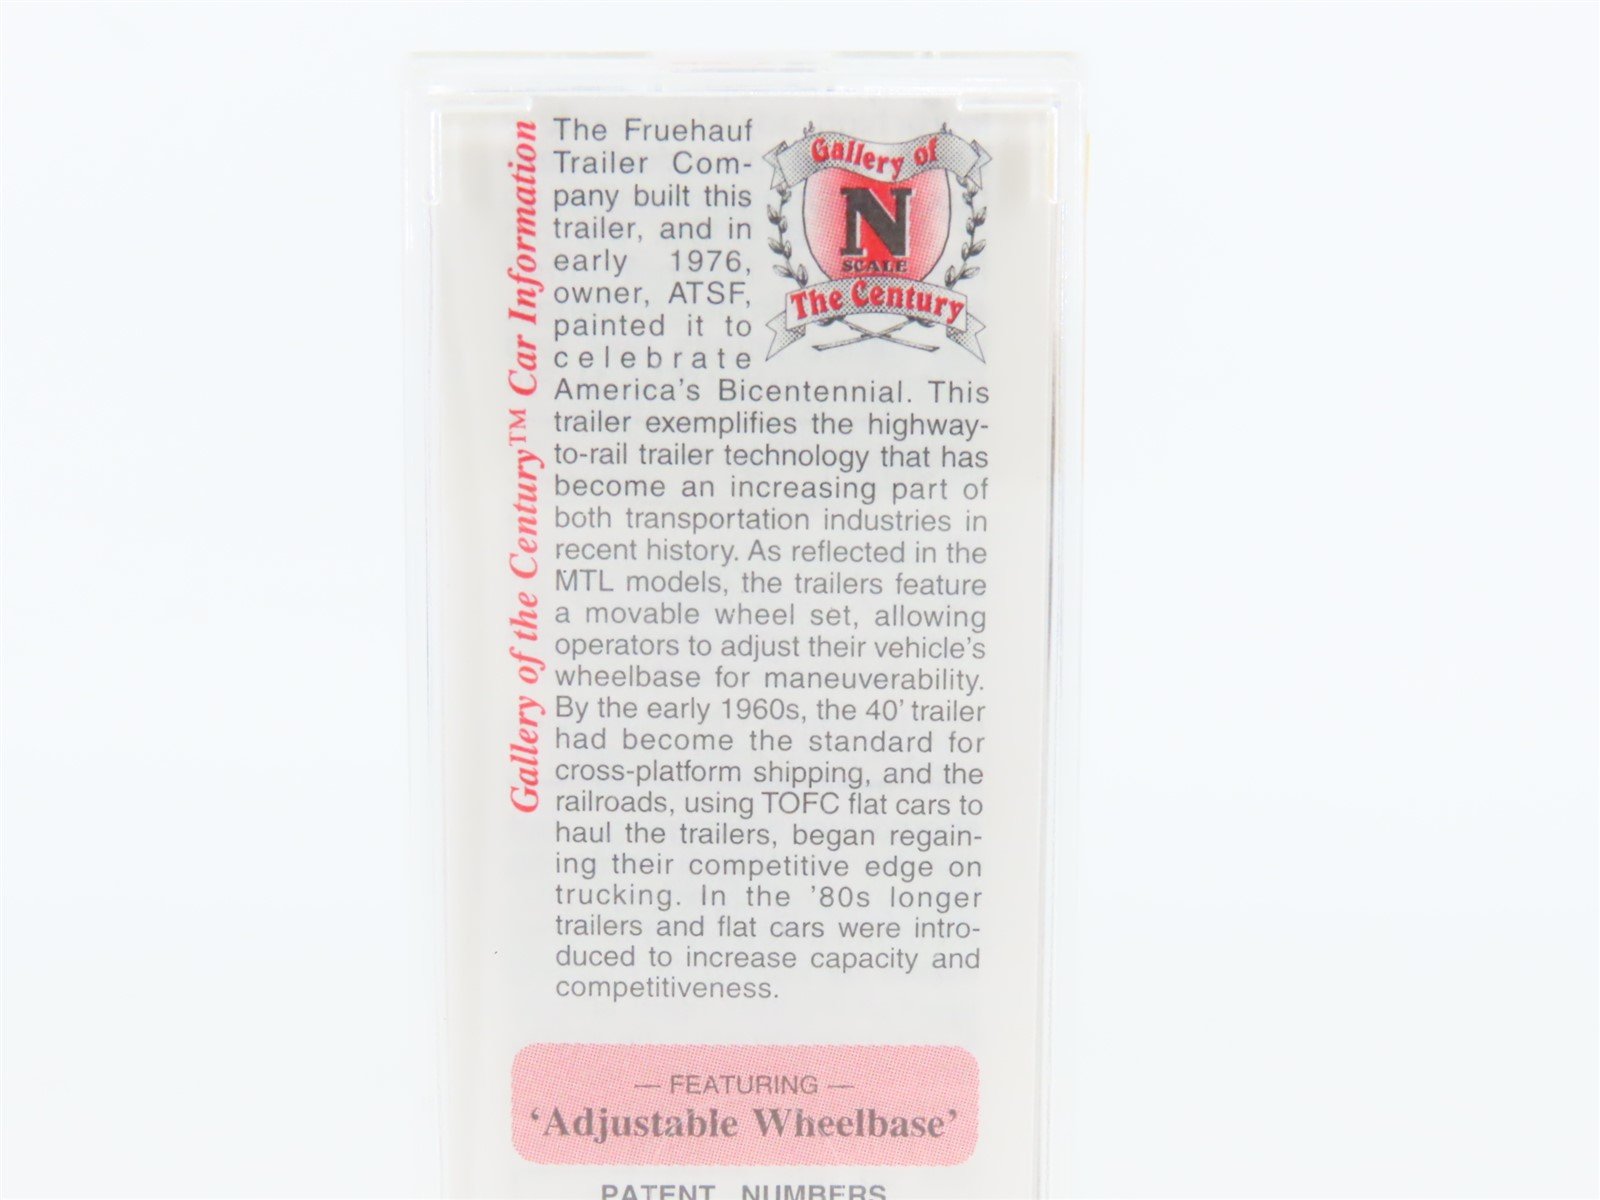 Gallery of the Century™ Car Information
The Fruehauf
Trailer Com-
pany built this
trailer, and in
early 1976,
owner, ATSF,
painted it to
celebrate
America's Bicentennial. This
trailer exemplifies the highway-
to-rail trailer technology that has
become an increasing part of
both transportation industries in
recent history. As reflected in the
MTL models, the trailers feature
a movable wheel set, allowing
operators to adjust their vehicle's
wheelbase for maneuverability.
By the early 1960s, the 40' trailer
had become the standard for
cross-platform shipping, and the
railroads, using TOFC flat cars to
haul the trailers, began regain-
ing their competitive edge on
trucking. In the '80s longer
trailers and flat cars were intro-
duced to increase capacity and
competitiveness.
Gallery of
N
SCALE
The Century
— FEATURING —
'Adjustable Wheelbase'
PATENT NUMBERS